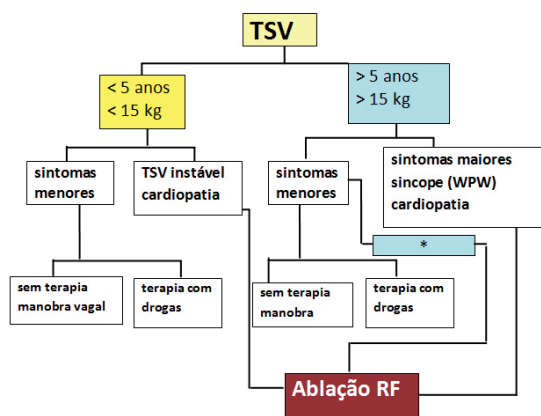 TSV
< 5 anos
< 15 kg
> 5 anos
> 15 kg
sintomas
menores
TSV instável
cardiopatia
sintomas
menores
sintomas maiores
sincope (WPW)
cardiopatia
*
sem terapia
manobra vagal
terapia com
drogas
sem terapia
manobra
terapia com
drogas
Ablação RF